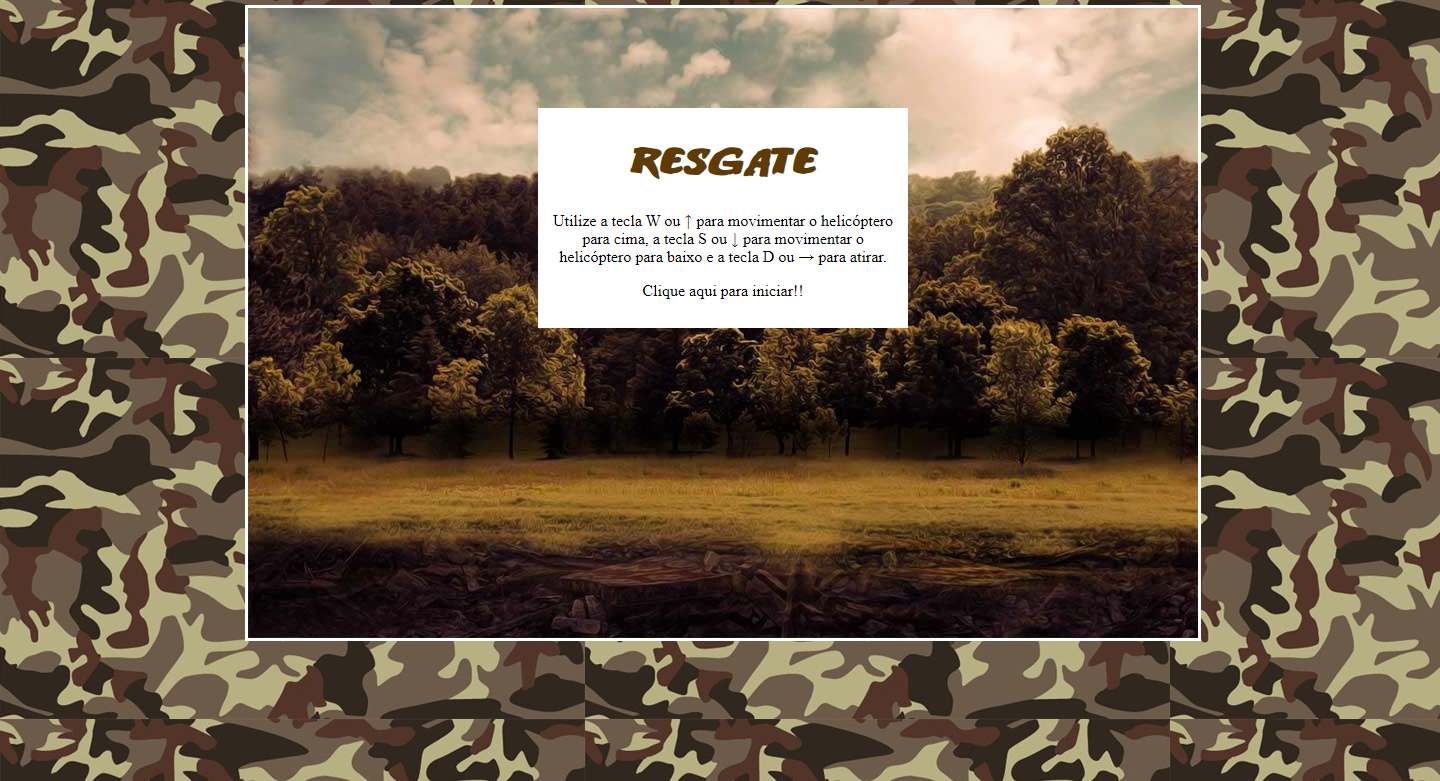 RESGATE
Utilize a tecla W ou ↑ para movimentar o helicóptero
para cima, a tecla S ou ↓ para movimentar o
helicóptero para baixo e a tecla D ou → para atirar.
Clique aqui para iniciar!!